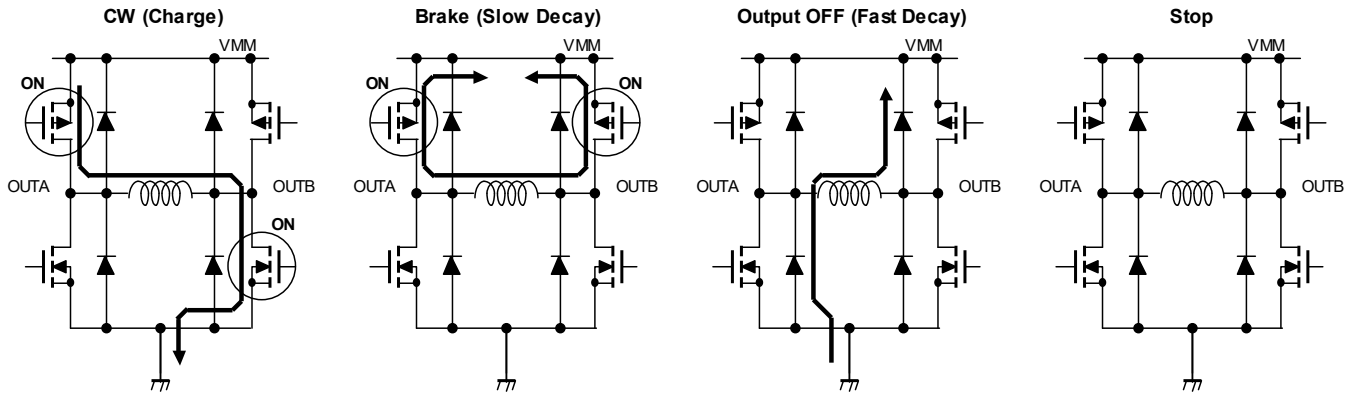 CW (Charge)
VMM
ON
OUTA
OUTB
ON
Brake (Slow Decay)
VMM
ON
ON
OUTA
OUTB
Output OFF (Fast Decay)
VMM
OUTA
OUTB
Stop
VMM
OUTA
OUTB